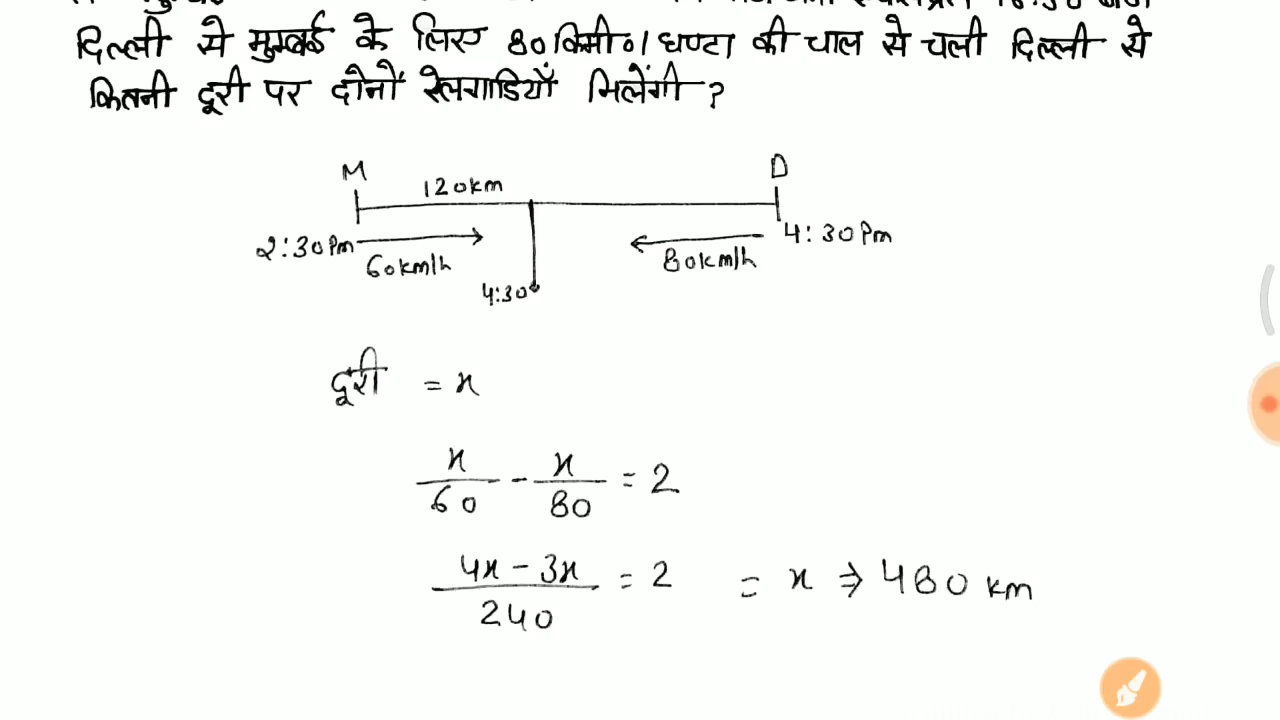 दिल्ली से मुम्बई के लिए 80 किमी०/घण्टा की चाल से चली दिल्ली से
कितनी दूरी पर दोनों रेलगाडियाँ मिलेंगी ?
M D
120km
2:30Pm 4:30Pm
60km/h 80km/h
4:30
दूरी = x
x/60 - x/80 = 2
(4x - 3x)/240 = 2 = x ⇒ 480 km